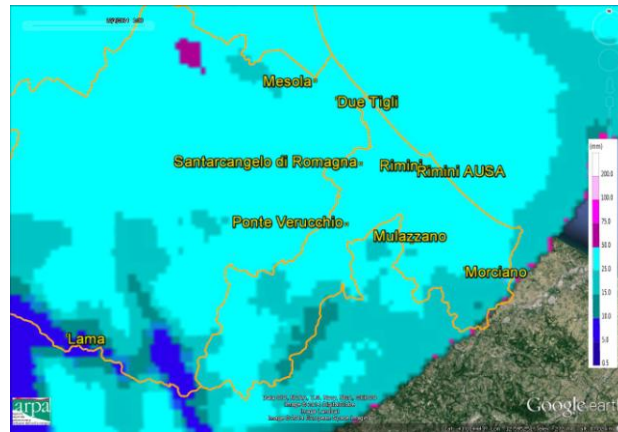 Mesola
Due Tigli
Santarcangelo di Romagna
Rimini
Rimini AUSA
Ponte Verucchio
Mulazzano
Morciano
Lama
(mm)
200.0
100.0
75.0
50.0
25.0
15.0
10.0
5.0
0.5
arpa
Google earth